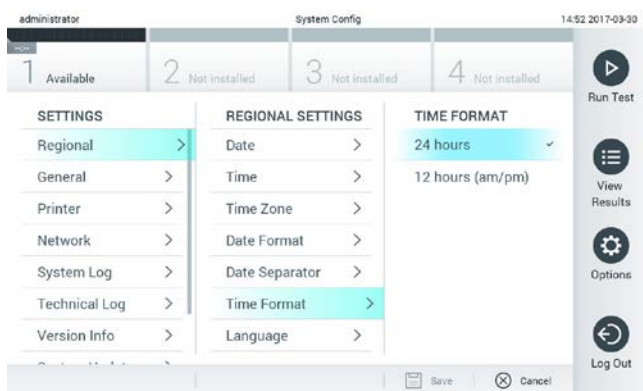 administrator System Config 14:52 2017-03-30
--:--
1 Available 2 Not installed 3 Not installed 4 Not installed
Run Test
SETTINGS REGIONAL SETTINGS TIME FORMAT
Regional Date 24 hours
General Time 12 hours (am/pm)
View
Results
Printer Time Zone
Network Date Format
System Log Date Separator
Options
Technical Log Time Format
Version Info Language
Save Cancel
Log Out